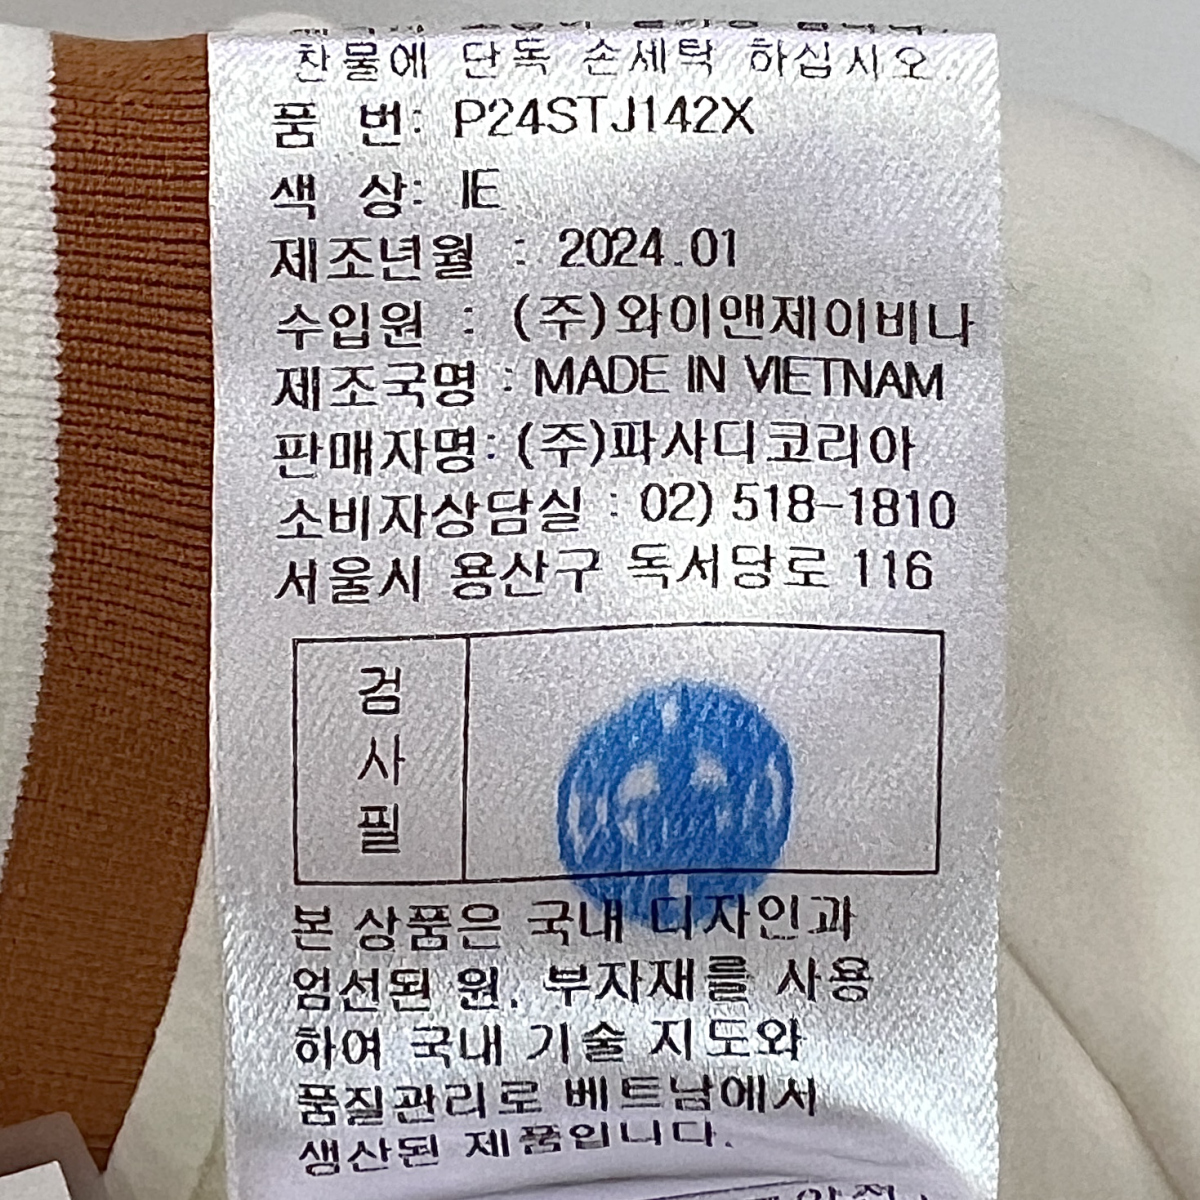 찬물에 단독 손세탁 하십시오.
품 번: P24STJ142X
색 상: IE
제조년월 : 2024.01
수입원 : (주)와이앤제이비나
제조국명 : MADE IN VIETNAM
판매자명: (주)파사디코리아
소비자상담실 : 02) 518-1810
서울시 용산구 독서당로 116
검
사
필
본 상품은 국내 디자인과
엄선된 원, 부자재를 사용
하여 국내 기술 지도와
품질관리로 베트남에서
생산된 제품입니다.